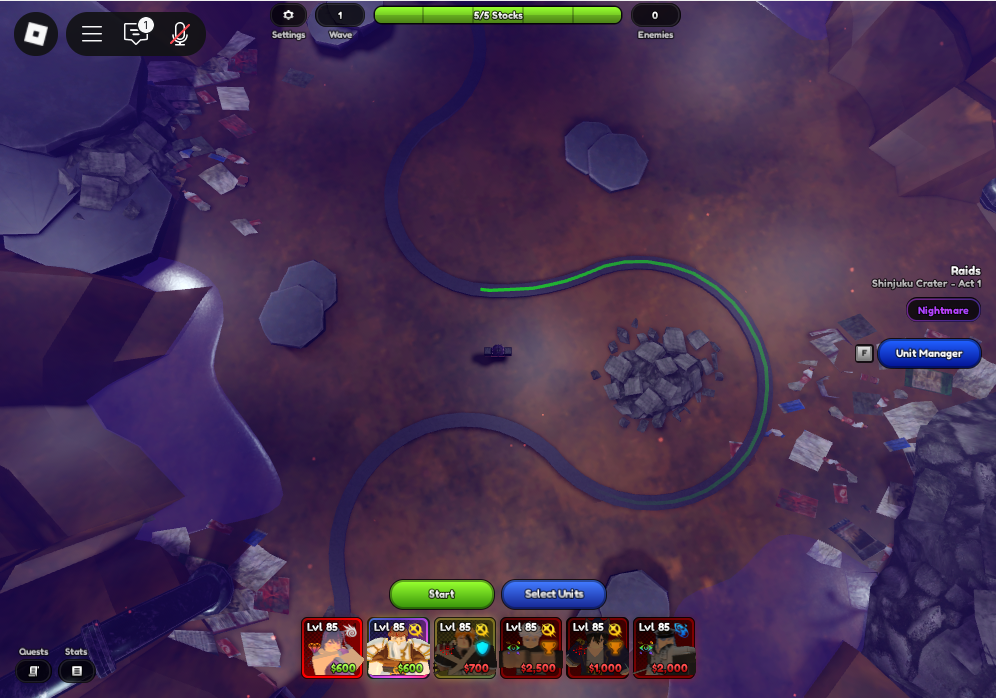 1
5/5 Stocks
0
1
Settings
Wave
Enemies
Raids
Shinjuku Crater - Act 1
Nightmare
F
Unit Manager
Start
Select Units
Lvl 85
Lvl 85
Lvl 85
Lvl 85
Lvl 85
Lvl 85
$600
$600
$700
$2,500
$1,000
$2,000
Quests
Stats